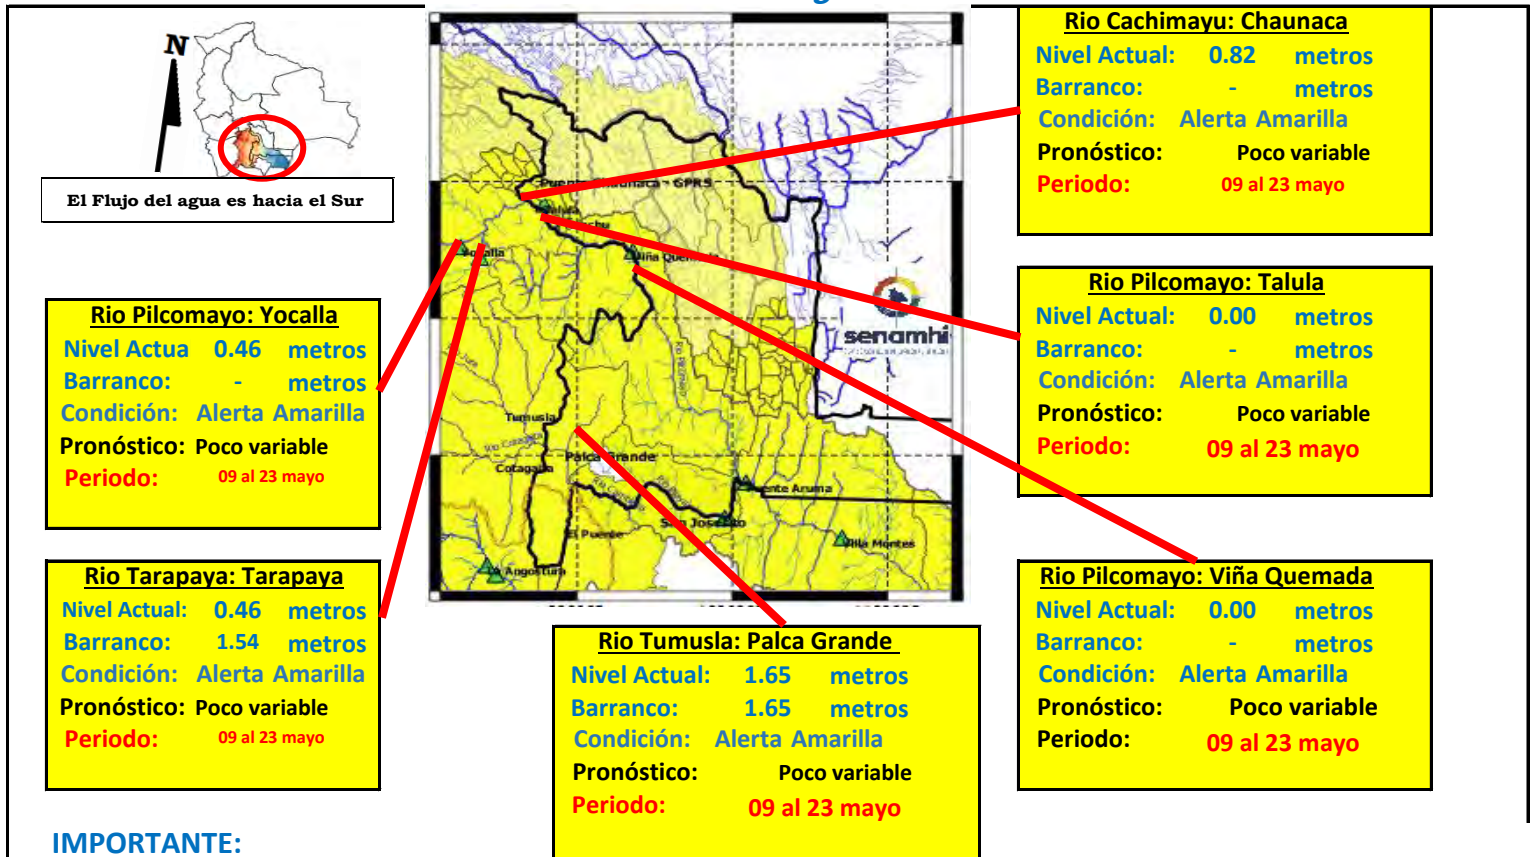 N
El Flujo del agua es hacia el Sur
Rio Pilcomayo: Yocalla
Nivel Actua 0.46 metros
Barranco: - metros
Condición: Alerta Amarilla
Pronóstico: Poco variable
Periodo: 09 al 23 mayo
Rio Tarapaya: Tarapaya
Nivel Actual: 0.46 metros
Barranco: 1.54 metros
Condición: Alerta Amarilla
Pronóstico: Poco variable
Periodo: 09 al 23 mayo
IMPORTANTE:
Puente Chaunaca - GPRS
Talula
Yocalla
Viña Quemada
senamhi
Tumusla
Palca Grande
Cotagaita
Puente Aruma
San Josecito
El Puente
Villa Montes
La Angostura
Rio Tumusla: Palca Grande
Nivel Actual: 1.65 metros
Barranco: 1.65 metros
Condición: Alerta Amarilla
Pronóstico: Poco variable
Periodo: 09 al 23 mayo
Rio Cachimayu: Chaunaca
Nivel Actual: 0.82 metros
Barranco: - metros
Condición: Alerta Amarilla
Pronóstico: Poco variable
Periodo: 09 al 23 mayo
Rio Pilcomayo: Talula
Nivel Actual: 0.00 metros
Barranco: - metros
Condición: Alerta Amarilla
Pronóstico: Poco variable
Periodo: 09 al 23 mayo
Rio Pilcomayo: Viña Quemada
Nivel Actual: 0.00 metros
Barranco: - metros
Condición: Alerta Amarilla
Pronóstico: Poco variable
Periodo: 09 al 23 mayo